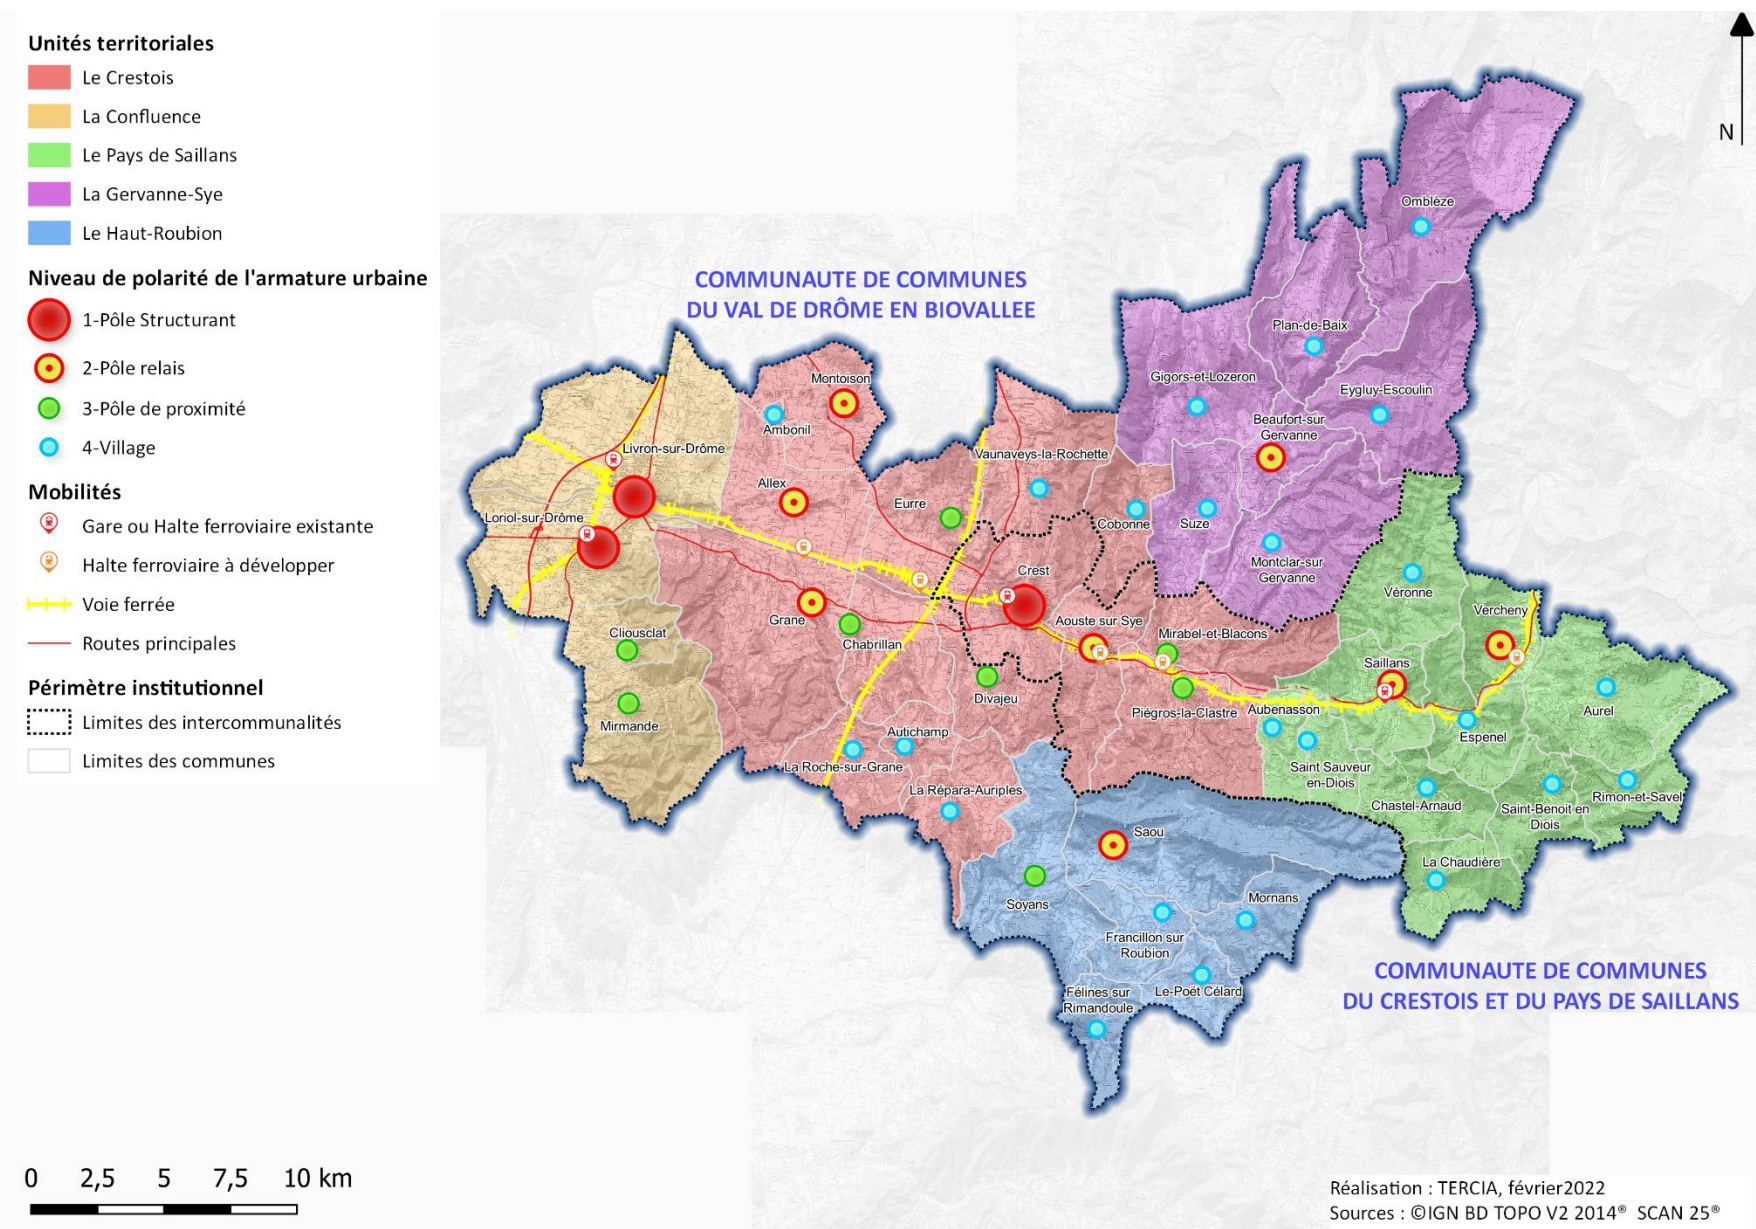 Unités territoriales
Le Crestois
La Confluence
Le Pays de Saillans
La Gervanne-Sye
Le Haut-Roubion
Niveau de polarité de l'armature urbaine
1-Pôle Structurant
2-Pôle relais
3-Pôle de proximité
4-Village
Mobilités
Gare ou Halte ferroviaire existante
Halte ferroviaire à développer
Voie ferrée
Routes principales
Périmètre institutionnel
Limites des intercommunalités
Limites des communes
N
COMMUNAUTE DE COMMUNES
DU VAL DE DRÔME EN BIOVALLEE
Omblèze
Plan-de-Baix
Gigors-et-Lozeron
Eygluy-Escoulin
Beaufort-sur
Gervanne
Montoison
Ambonil
Livron-sur-Drôme
Vaunaveys-la-Rochette
Allex
Eurre
Loriol-sur-Drôme
Cobonne
Suze
Montclar-sur
Gervanne
Crest
Véronne
Vercheny
Grane
Aouste sur Sye
Cliousclat
Chabrillan
Mirabel-et-Blacons
Saillans
Divajeu
Piégros-la-Clastre
Aubenasson
Aurel
Mirmande
Autichamp
Espenel
La Roche-sur-Grane
Saint Sauveur
en-Diois
La Répara-Auriples
Chastel-Arnaud
Saint-Benoit en
Diois
Rimon-et-Savel
Saou
La Chaudière
Soyans
Mornans
Francillon sur
Roubion
Félines sur
Rimandoule
Le-Poët Célard
COMMUNAUTE DE COMMUNES
DU CRESTOIS ET DU PAYS DE SAILLANS
0 2,5 5 7,5 10 km
Réalisation : TERCIA, février2022
Sources : ©IGN BD TOPO V2 2014® SCAN 25®